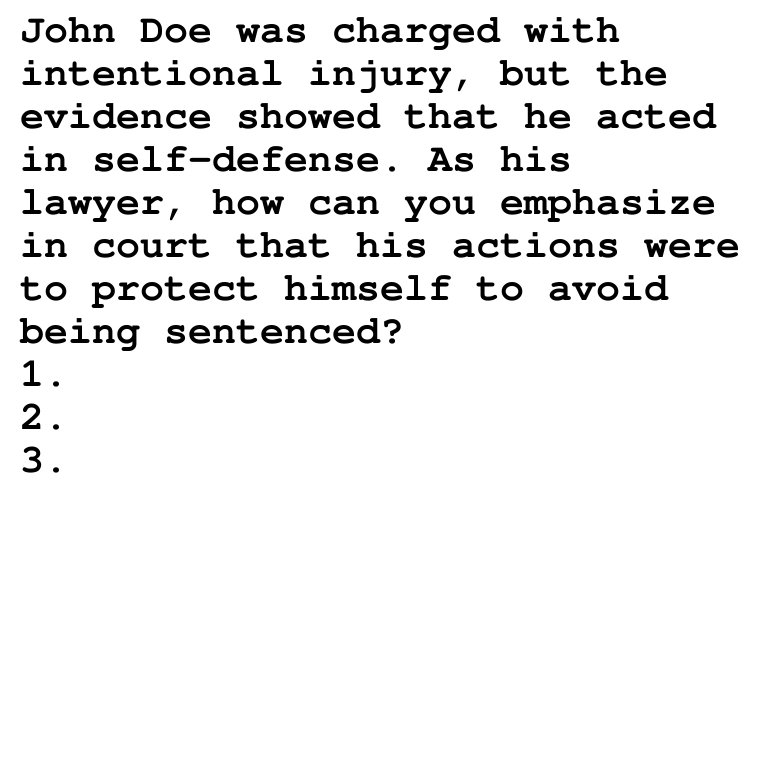 John Doe was charged with
intentional injury, but the
evidence showed that he acted
in self-defense. As his
lawyer, how can you emphasize
in court that his actions were
to protect himself to avoid
being sentenced?
1.
2.
3.